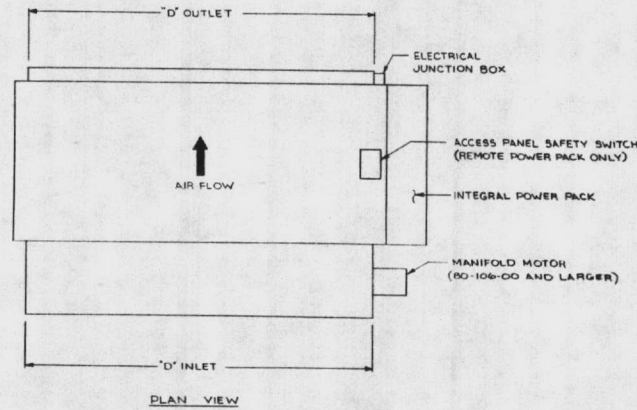 "D" OUTLET
ELECTRICAL
JUNCTION BOX
ACCESS PANEL SAFETY SWITCH
(REMOTE POWER PACK ONLY)
AIR FLOW
INTEGRAL POWER PACK
MANIFOLD MOTOR
(80-106-00 AND LARGER)
"D" INLET
PLAN VIEW